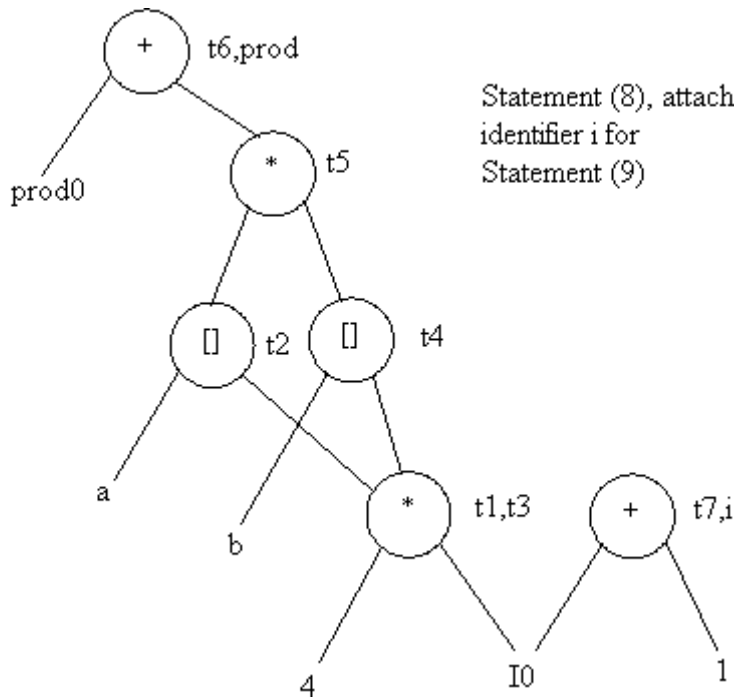 + t6,prod
Statement (8), attach
identifier i for
Statement (9)
* t5
prod0
[] t2 [] t4
a
b
* t1,t3 + t7,i
4 I0 1